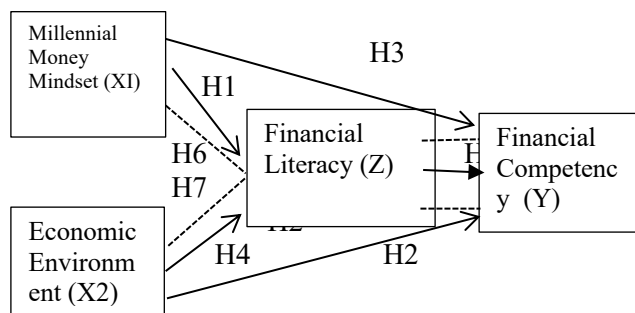 Millennial
Money
Mindset (XI)
H3
H1
Financial
Literacy (Z)
Financial
Competenc
y (Y)
H6
H7
Economic
Environm
ent (X2)
H4
H2